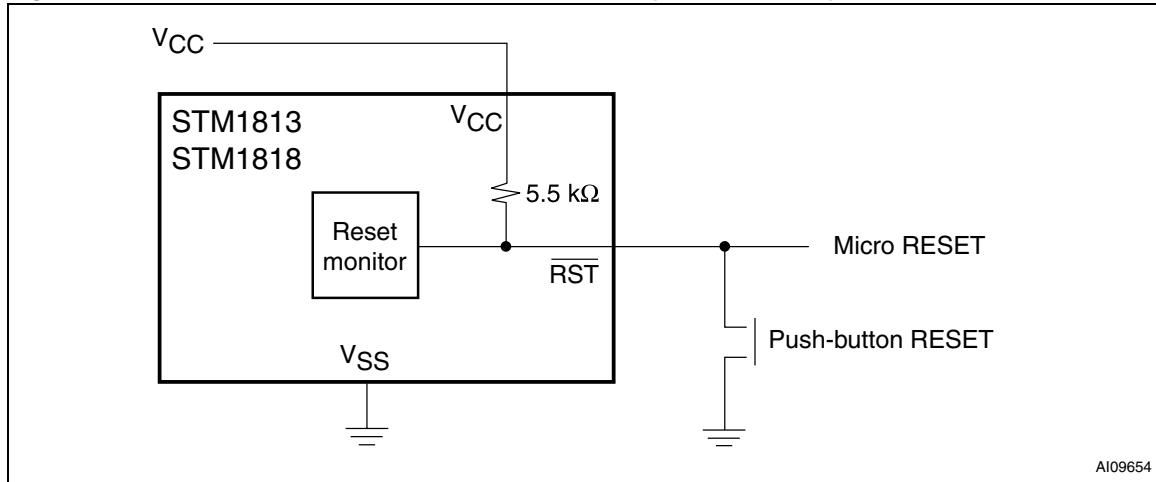 VCC
STM1813
STM1818
VCC
5.5 kΩ
Reset
monitor
RST
Micro RESET
Push-button RESET
VSS
AI09654